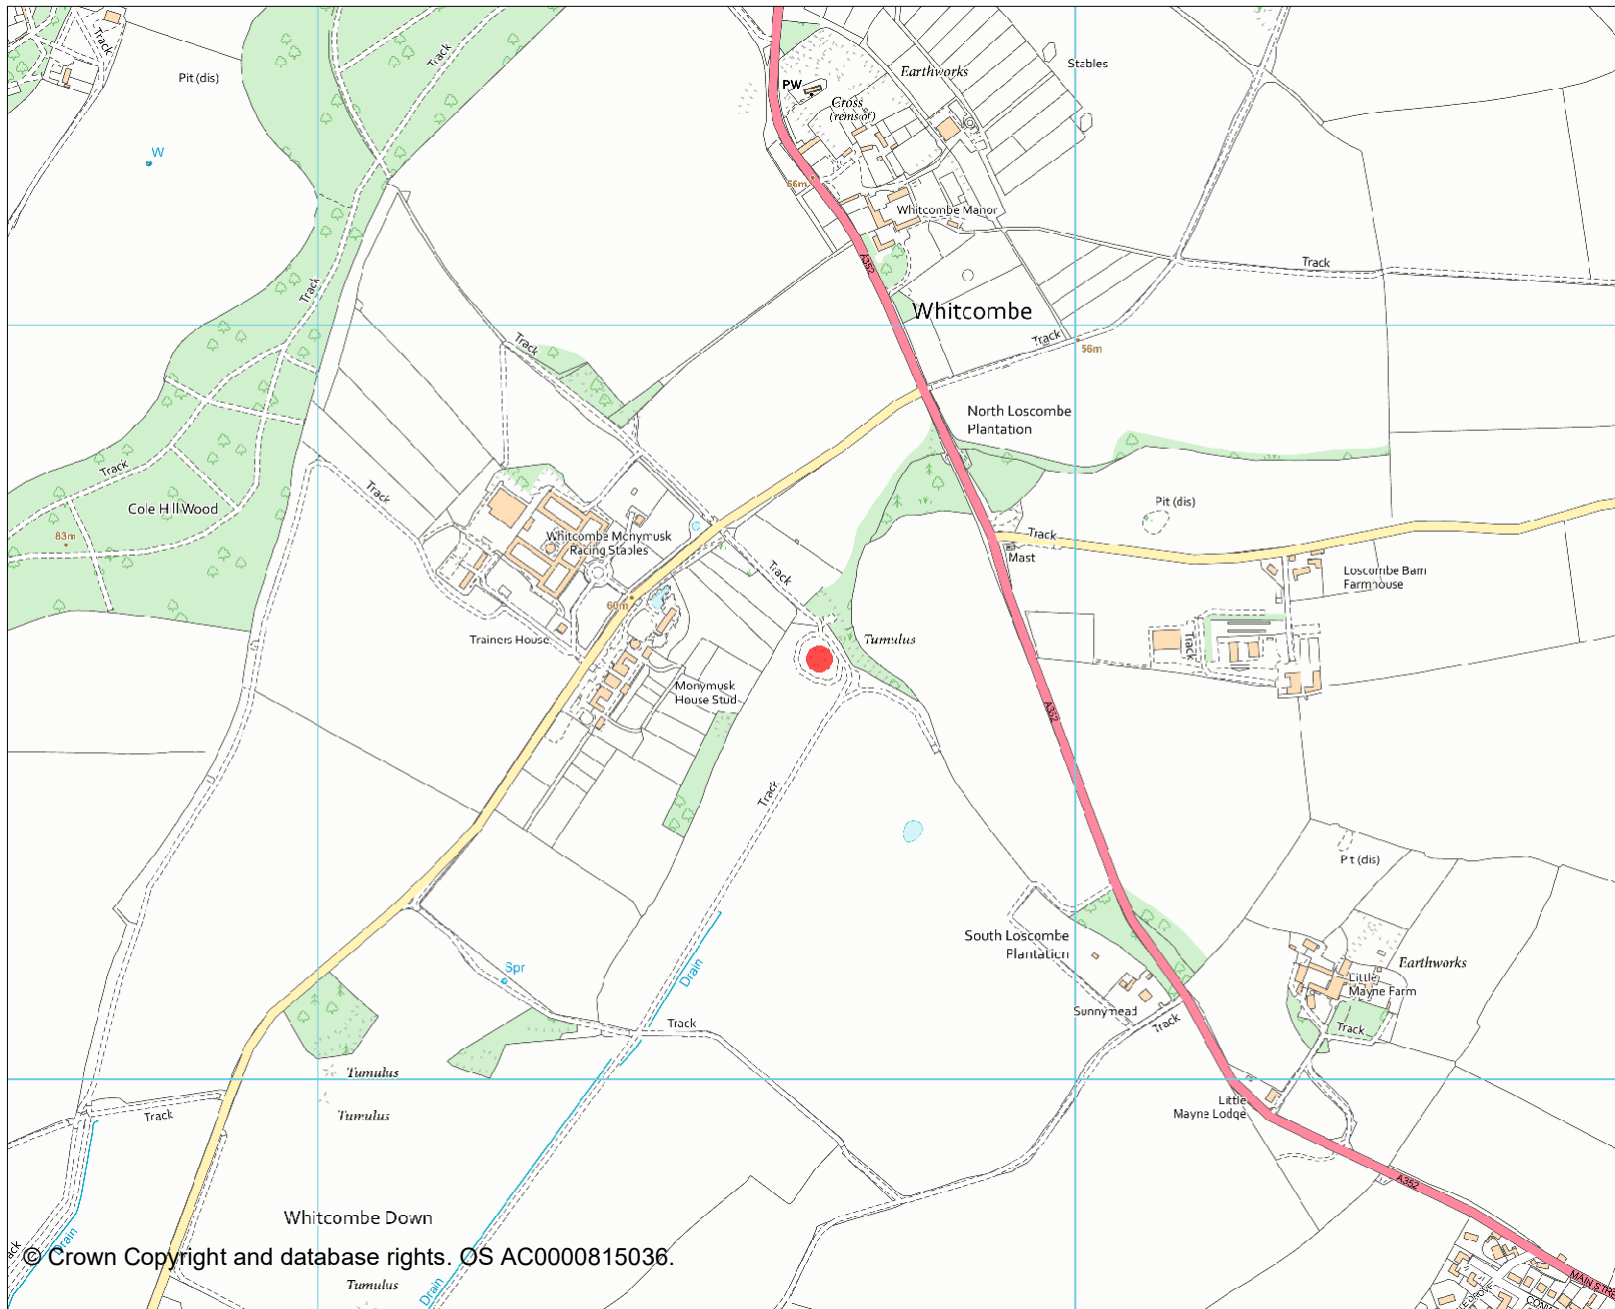 Track
Pit (dis)
Track
W
PW
Earthworks
Stables
Cross
(rems of)
56m
Whitcombe Manor
A352
Track
Track
Whitcombe
Track
56m
Track
North Loscombe
Plantation
Track
Cole Hill Wood
83m
Track
Whitcombe Monymusk
Racing Stables
Pit (dis)
Track
Mast
Loscombe Barn
Farmhouse
Track
60m
Trainers House
Tumulus
Track
Monymusk
House Stud
A352
Track
Pit (dis)
South Loscombe
Plantation
Spr
Drain
Earthworks
Little
Mayne Farm
Sunnymead
Track
Track
Track
Tumulus
Tumulus
Track
Little
Mayne Lodge
A352
Whitcombe Down
Drain
© Crown Copyright and database rights. OS AC0000815036.
Tumulus
Drain